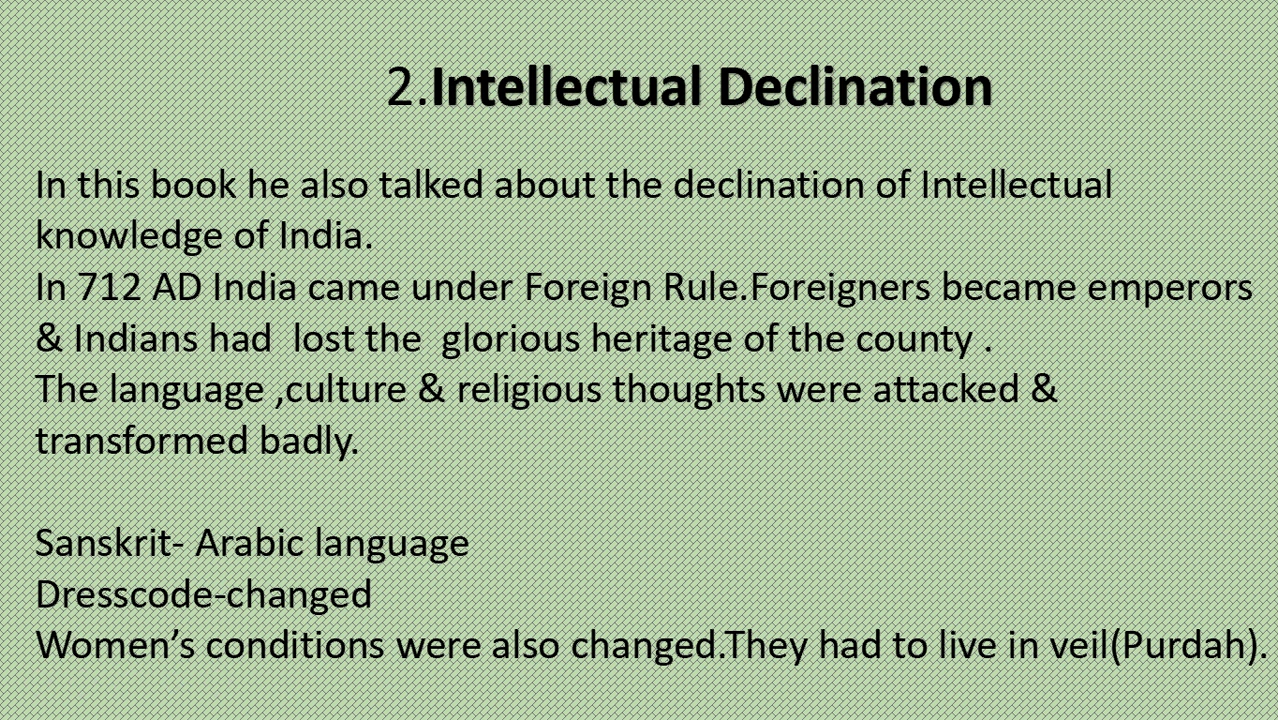 2.Intellectual Declination
In this book he also talked about the declination of Intellectual
knowledge of India.
In 712 AD India came under Foreign Rule.Foreigners became emperors
& Indians had  lost the  glorious heritage of the county .
The language ,culture & religious thoughts were attacked &
transformed badly.
Sanskrit- Arabic language
Dresscode-changed
Women’s conditions were also changed.They had to live in veil(Purdah).